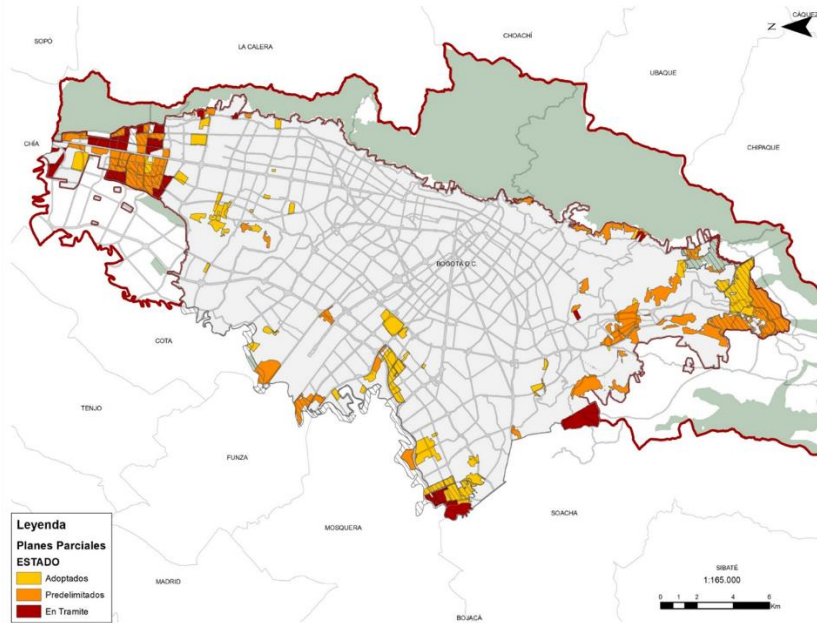 CÁQUEZA
SOPÓ
LA CALERA
CHOACHÍ
Z
UBAQUE
CHÍA
CHIPAQUE
BOGOTÁ D.C.
COTA
TENJO
FUNZA
SOACHA
MOSQUERA
MADRID
BOJACÁ
SIBATÉ
1:165.000
0 1 2 4 6
Km
Leyenda
Planes Parciales
ESTADO
Adoptados
Predelimitados
En Tramite